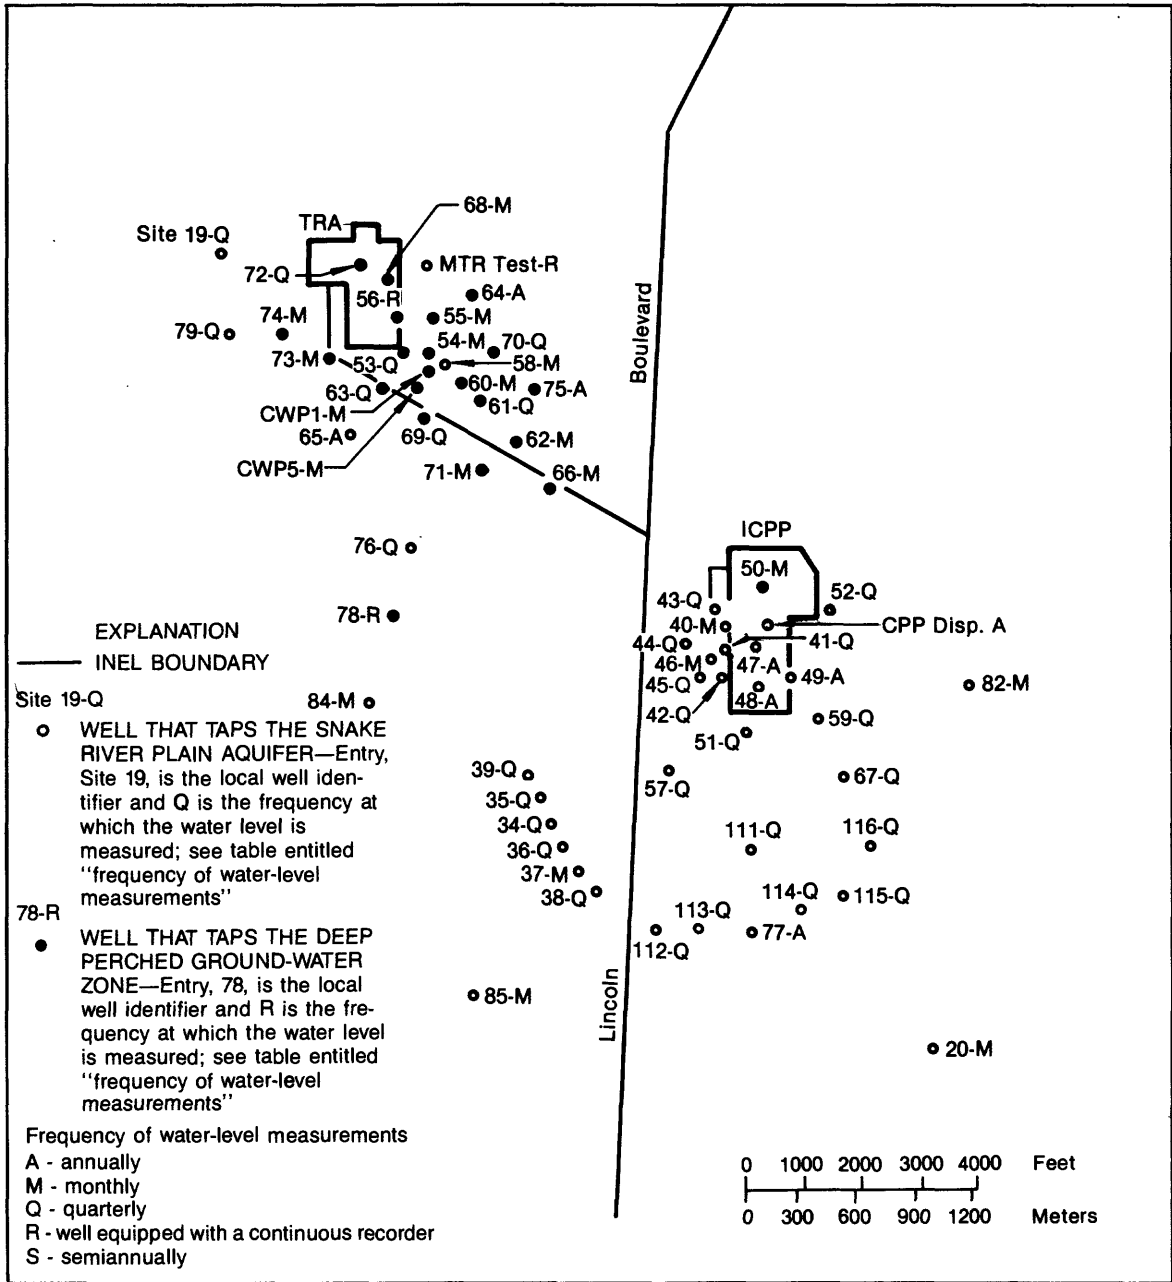 68-M
TRA
Site 19-Q
72-Q
MTR Test-R
56-R
64-A
74-M
55-M
79-Q
54-M
70-Q
73-M
53-Q
58-M
63-Q
60-M
75-A
CWP1-M
61-Q
65-A
69-Q
62-M
CWP5-M
71-M
66-M
Boulevard
ICPP
76-Q
50-M
43-Q
52-Q
78-R
40-M
CPP Disp. A
44-Q
41-Q
46-M
47-A
45-Q
49-A
82-M
48-A
42-Q
59-Q
51-Q
EXPLANATION
INEL BOUNDARY
Site 19-Q
84-M
WELL THAT TAPS THE SNAKE
RIVER PLAIN AQUIFER—Entry,
Site 19, is the local well iden-
tifier and Q is the frequency at
which the water level is
measured; see table entitled
"frequency of water-level
measurements"
39-Q
35-Q
34-Q
36-Q
37-M
38-Q
57-Q
67-Q
111-Q
116-Q
114-Q
115-Q
113-Q
77-A
112-Q
78-R
WELL THAT TAPS THE DEEP
PERCHED GROUND-WATER
ZONE—Entry, 78, is the local
well identifier and R is the fre-
quency at which the water level
is measured; see table entitled
"frequency of water-level
measurements"
85-M
Lincoln
20-M
Frequency of water-level measurements
A - annually
M - monthly
Q - quarterly
R - well equipped with a continuous recorder
S - semiannually
0 1000 2000 3000 4000 Feet
0 300 600 900 1200 Meters